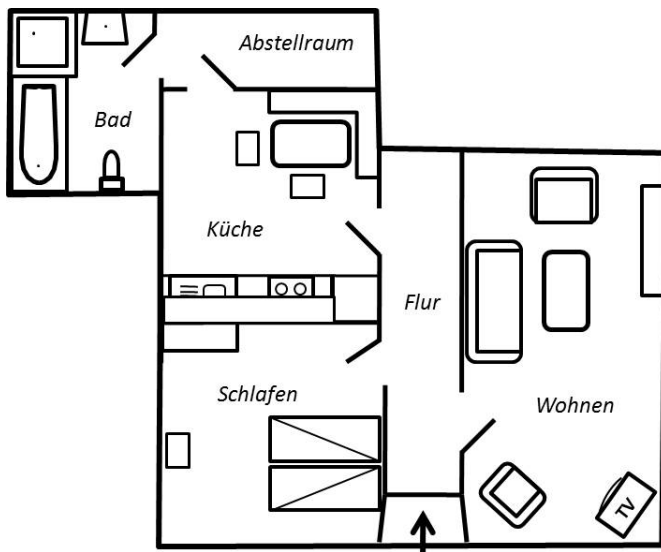 Abstellraum
Bad
Küche
Flur
Schlafen
Wohnen
TV